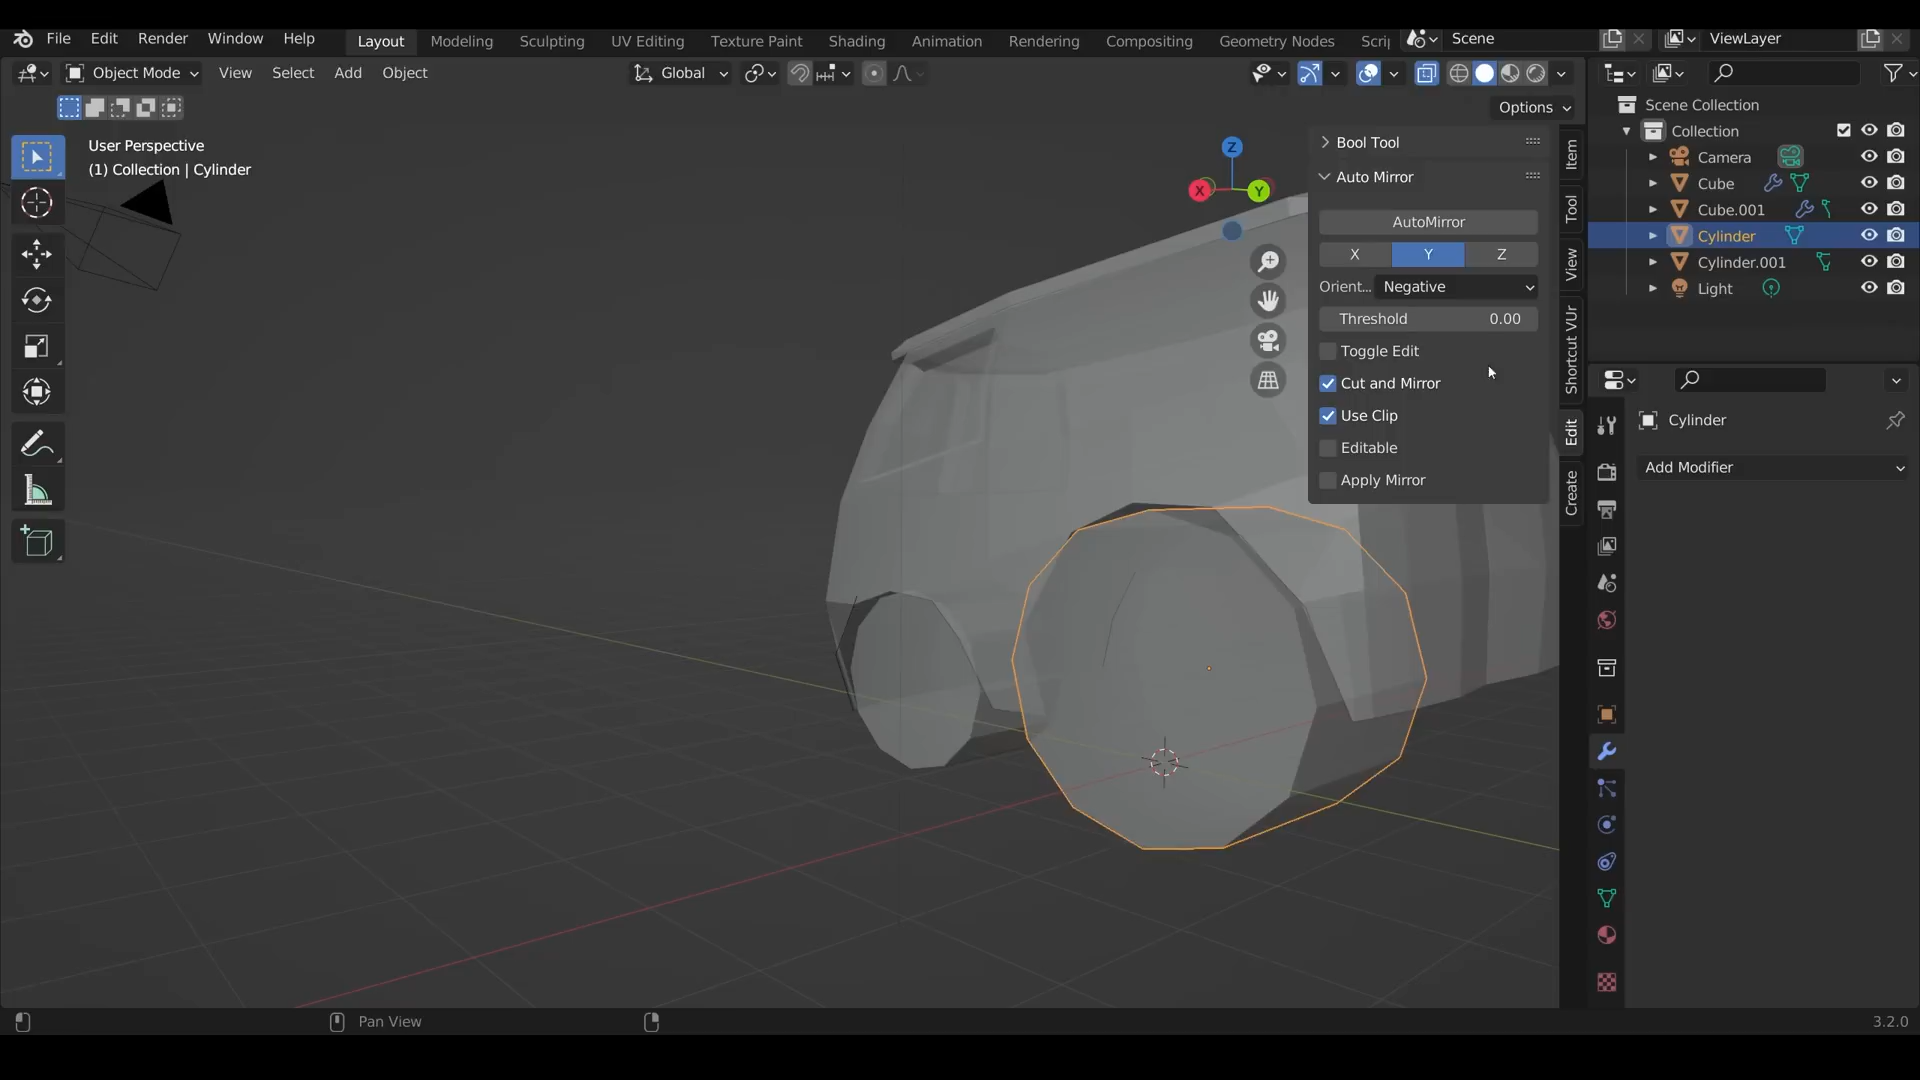 File Edit Render Window Help
Layout Modeling Sculpting UV Editing Texture Paint Shading Animation Rendering Compositing Geometry Nodes Scrip
Scene
ViewLayer
Object Mode View Select Add Object
Global
Options
User Perspective
(1) Collection | Cylinder
Z
X
Y
Bool Tool
Auto Mirror
AutoMirror
X Y Z
Orient... Negative
Threshold 0.00
Toggle Edit
Cut and Mirror
Use Clip
Editable
Apply Mirror
Item
Tool
View
Shortcut VUr
Edit
Create
Scene Collection
Collection
Camera
Cube
Cube.001
Cylinder
Cylinder.001
Light
Cylinder
Add Modifier
Pan View
3.2.0